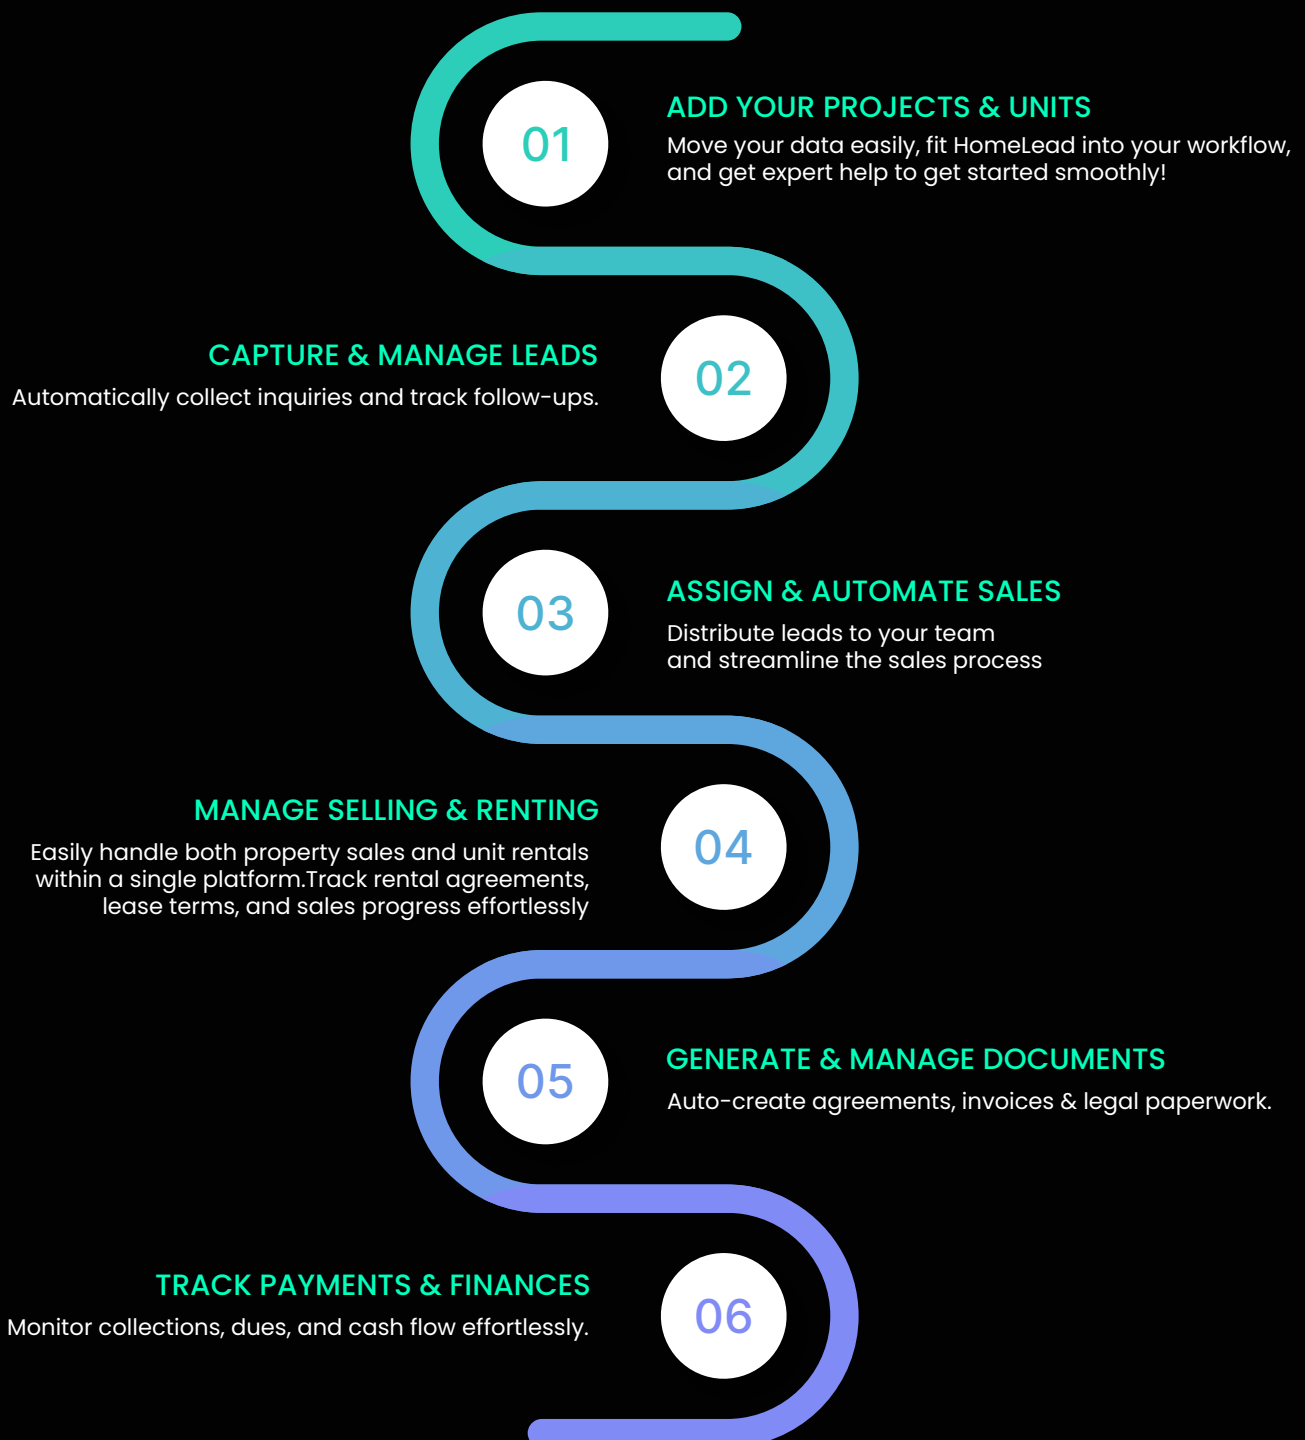 01
ADD YOUR PROJECTS & UNITS
Move your data easily, fit HomeLead into your workflow,
and get expert help to get started smoothly!
CAPTURE & MANAGE LEADS
Automatically collect inquiries and track follow-ups.
02
03
ASSIGN & AUTOMATE SALES
Distribute leads to your team
and streamline the sales process
MANAGE SELLING & RENTING
Easily handle both property sales and unit rentals
within a single platform.Track rental agreements,
lease terms, and sales progress effortlessly
04
05
GENERATE & MANAGE DOCUMENTS
Auto-create agreements, invoices & legal paperwork.
TRACK PAYMENTS & FINANCES
Monitor collections, dues, and cash flow effortlessly.
06